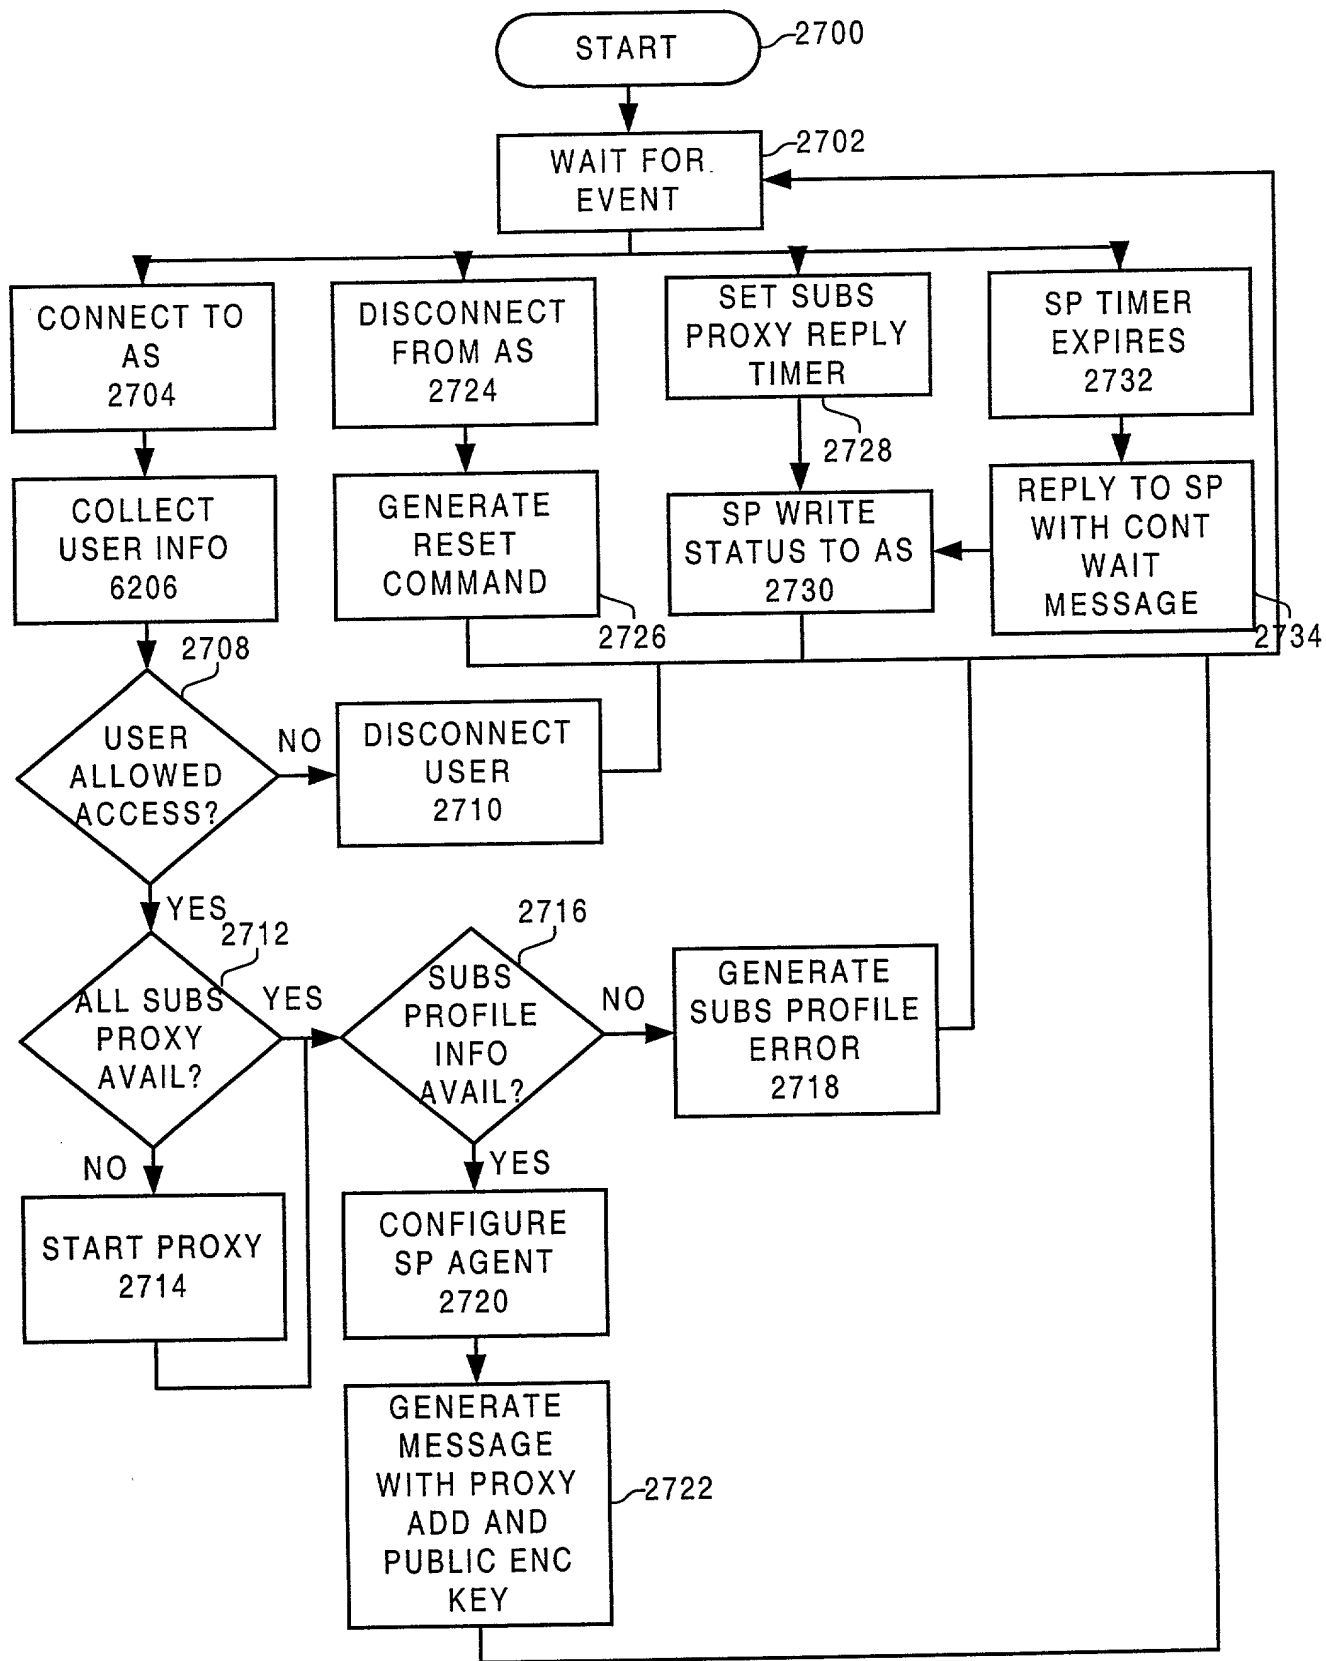 START
2700
WAIT FOR
EVENT
2702
CONNECT TO
AS
2704
DISCONNECT
FROM AS
2724
SET SUBS
PROXY REPLY
TIMER
2728
SP TIMER
EXPIRES
2732
COLLECT
USER INFO
6206
GENERATE
RESET
COMMAND
2726
SP WRITE
STATUS TO AS
2730
REPLY TO SP
WITH CONT
WAIT
MESSAGE
2734
2708
USER
ALLOWED
ACCESS?
NO
DISCONNECT
USER
2710
YES
2712
ALL SUBS
PROXY
AVAIL?
YES
2716
SUBS
PROFILE
INFO
AVAIL?
NO
GENERATE
SUBS PROFILE
ERROR
2718
NO
START PROXY
2714
YES
CONFIGURE
SP AGENT
2720
GENERATE
MESSAGE
WITH PROXY
ADD AND
PUBLIC ENC
KEY
2722